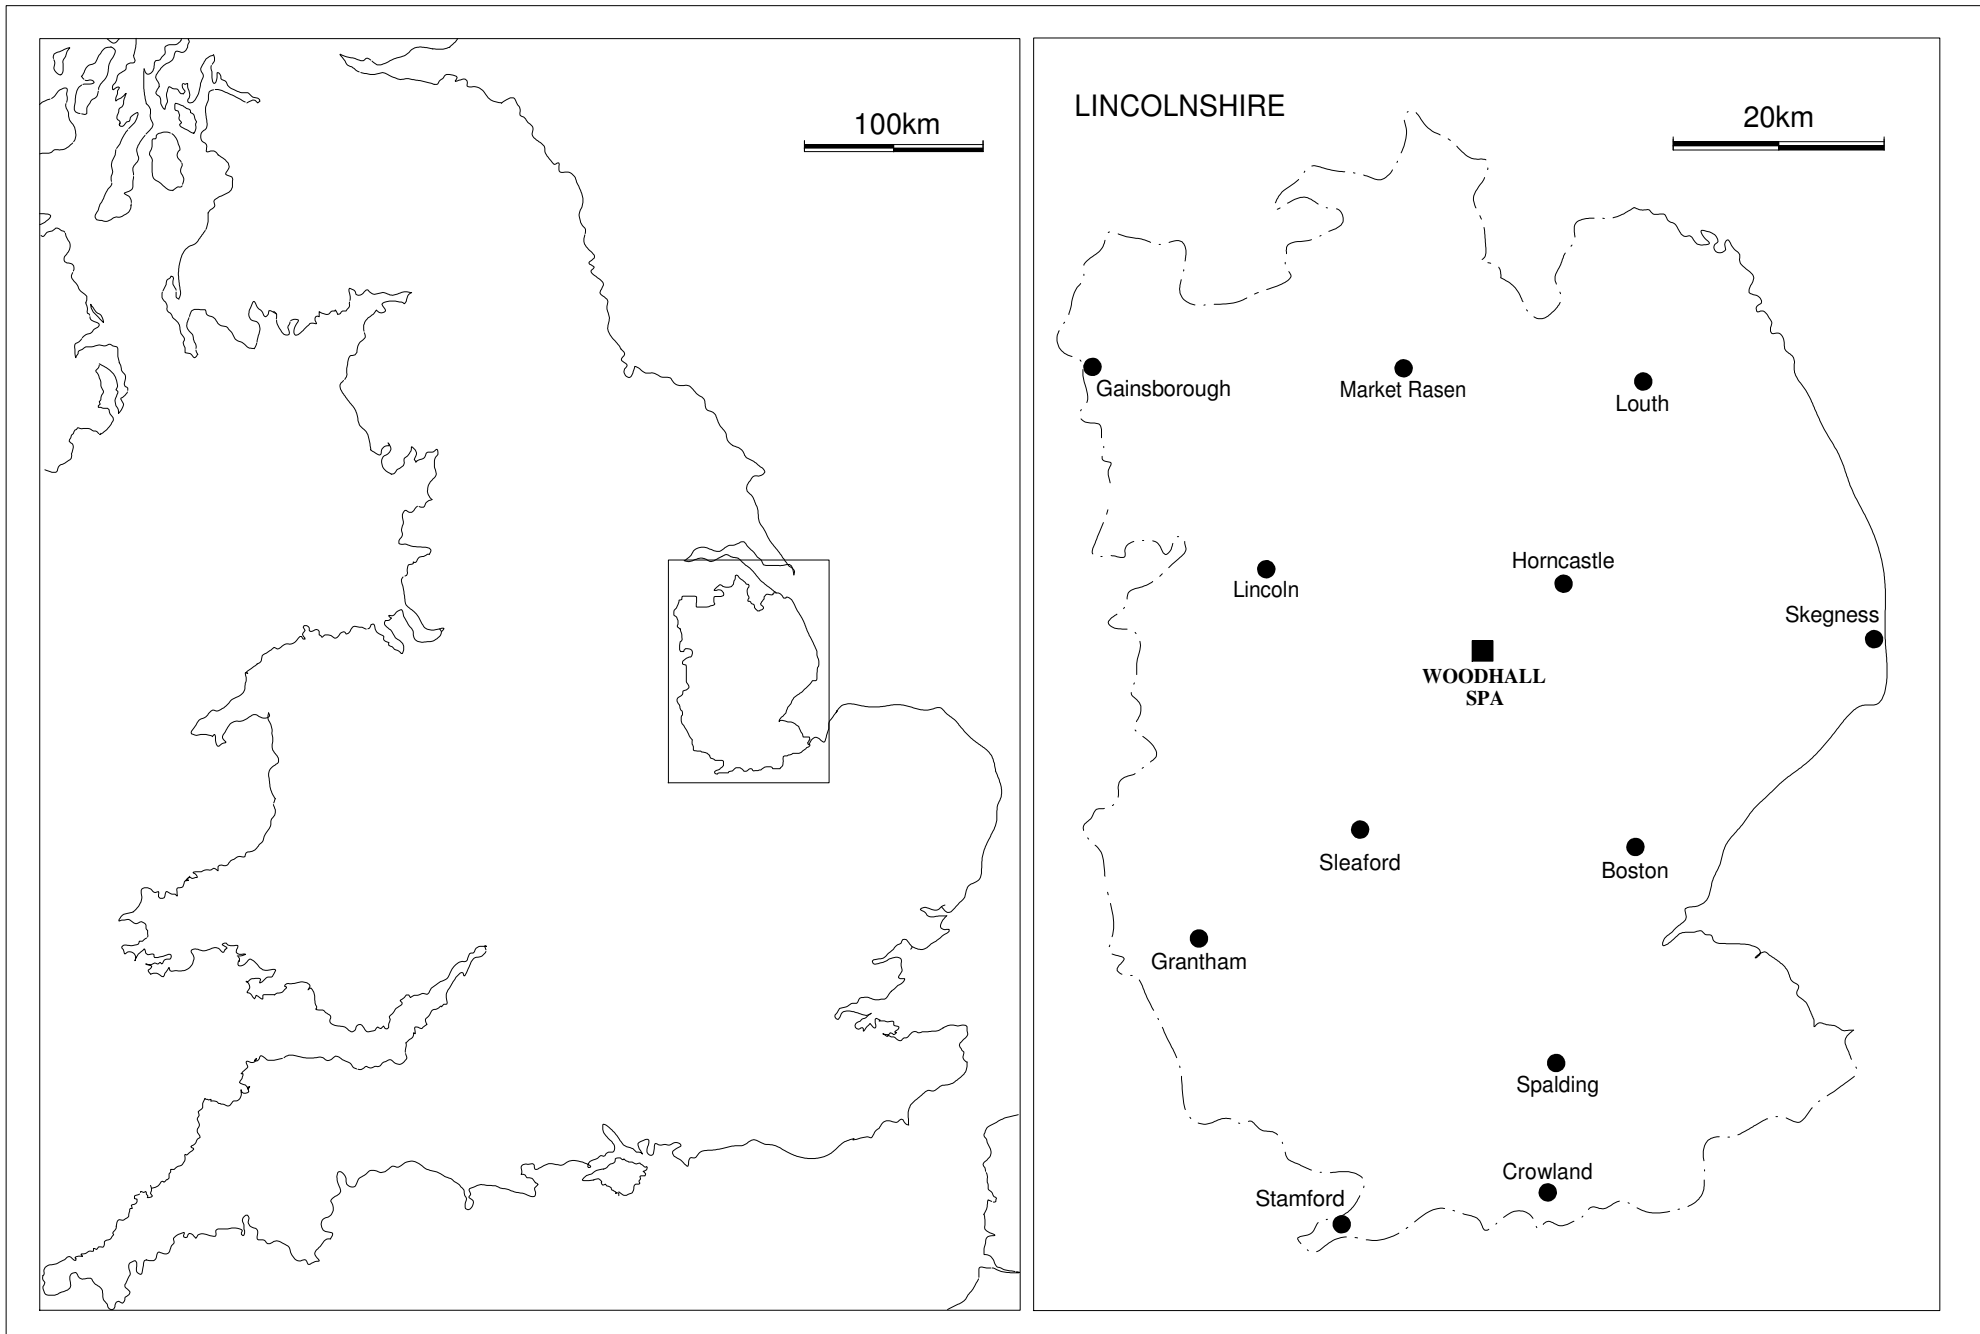 100km
LINCOLNSHIRE
20km
Gainsborough
Market Rasen
Louth
Horncastle
Lincoln
Skegness
WOODHALL
SPA
Sleaford
Boston
Grantham
Spalding
Crowland
Stamford